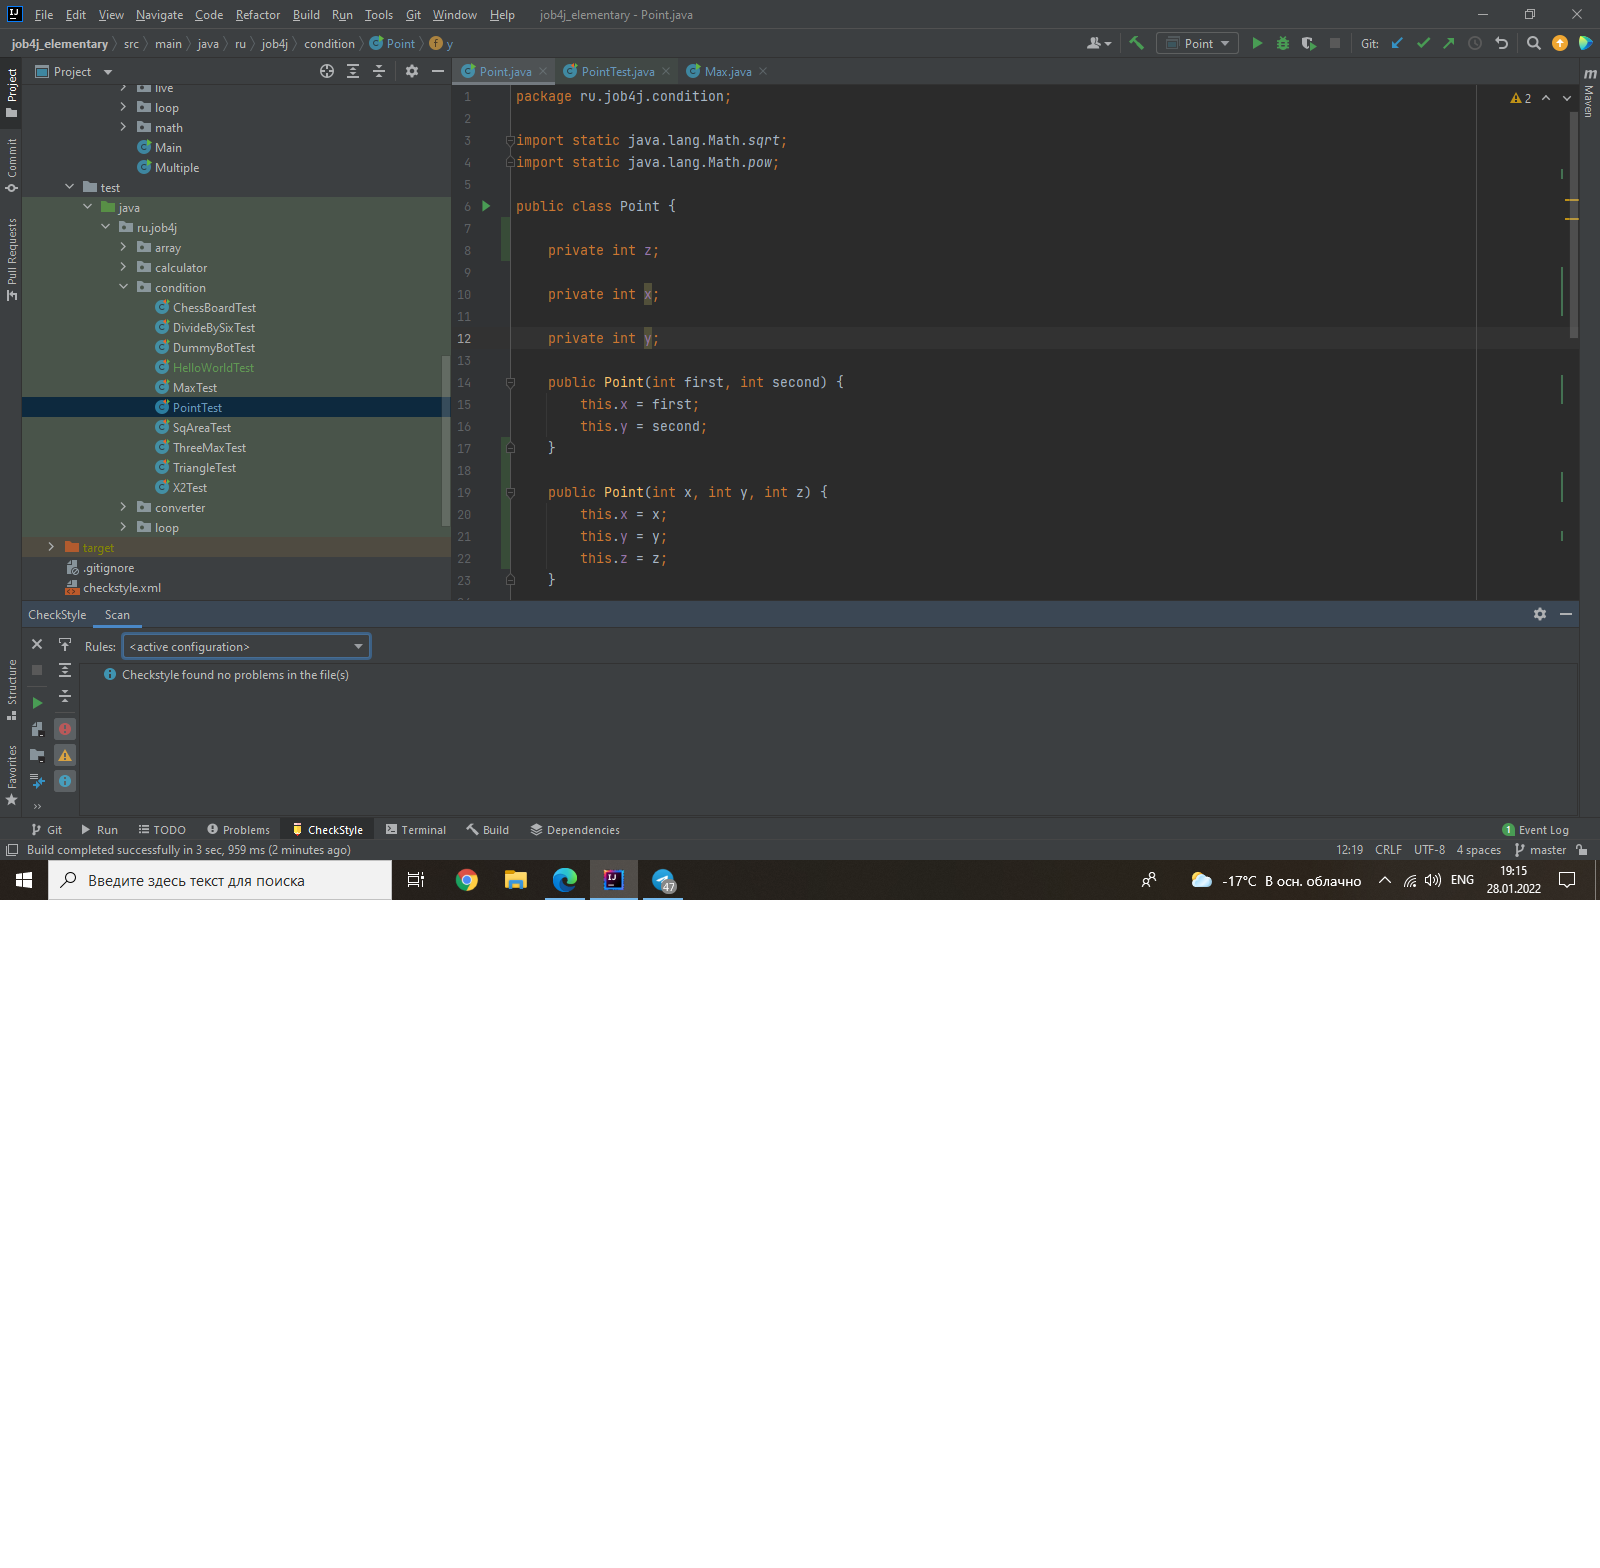 File Edit View Navigate Code Refactor Build Run Tools Git Window Help job4j_elementary - Point.java
job4j_elementary src main java ru job4j condition Point y
Point Git:
Project
Point.java PointTest.java Max.java
live
loop
math
Main
Multiple
test
java
ru.job4j
array
calculator
condition
ChessBoardTest
DivideBySixTest
DummyBotTest
HelloWorldTest
MaxTest
PointTest
SqAreaTest
ThreeMaxTest
TriangleTest
X2Test
converter
loop
target
.gitignore
checkstyle.xml
Project
Commit
Pull Requests
Structure
Favorites
1 package ru.job4j.condition;
2
3 import static java.lang.Math.sqrt;
4 import static java.lang.Math.pow;
5
6 public class Point {
7
8 private int z;
9
10 private int x;
11
12 private int y;
13
14 public Point(int first, int second) {
15 this.x = first;
16 this.y = second;
17 }
18
19 public Point(int x, int y, int z) {
20 this.x = x;
21 this.y = y;
22 this.z = z;
23 }
2
Maven
CheckStyle Scan
Rules: <active configuration>
Checkstyle found no problems in the file(s)
Git Run TODO Problems CheckStyle Terminal Build Dependencies 1 Event Log
Build completed successfully in 3 sec, 959 ms (2 minutes ago) 12:19 CRLF UTF-8 4 spaces master
Введите здесь текст для поиска 47 -17°C В осн. облачно ENG 19:15
28.01.2022